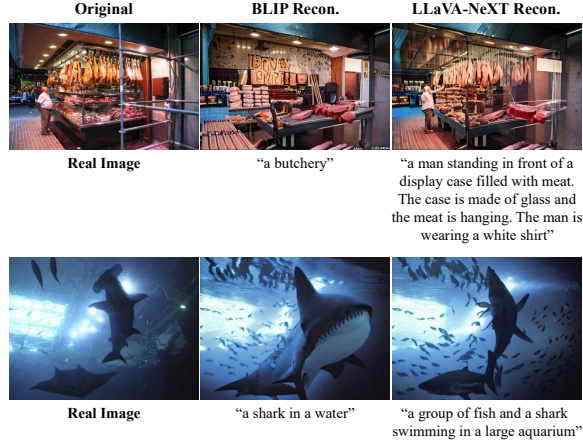 Original
BLIP Recon.
LLaVA-NeXT Recon.
Real Image
“a butchery”
“a man standing in front of a
display case filled with meat.
The case is made of glass and
the meat is hanging. The man is
wearing a white shirt”
Real Image
“a shark in a water”
“a group of fish and a shark
swimming in a large aquarium”